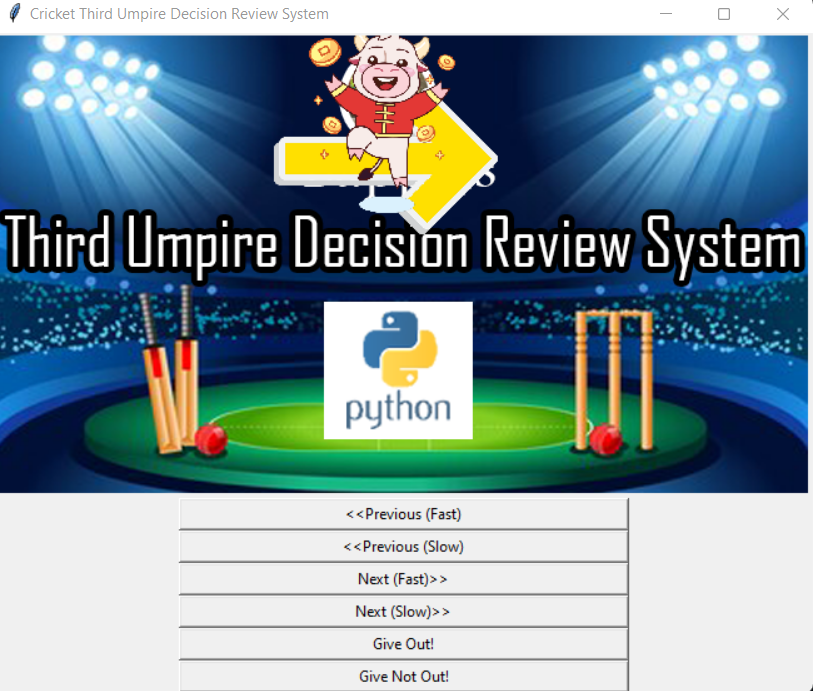 Cricket Third Umpire Decision Review System
Third Umpire Decision Review System
python
<<Previous (Fast)
<<Previous (Slow)
Next (Fast)>>
Next (Slow)>>
Give Out!
Give Not Out!